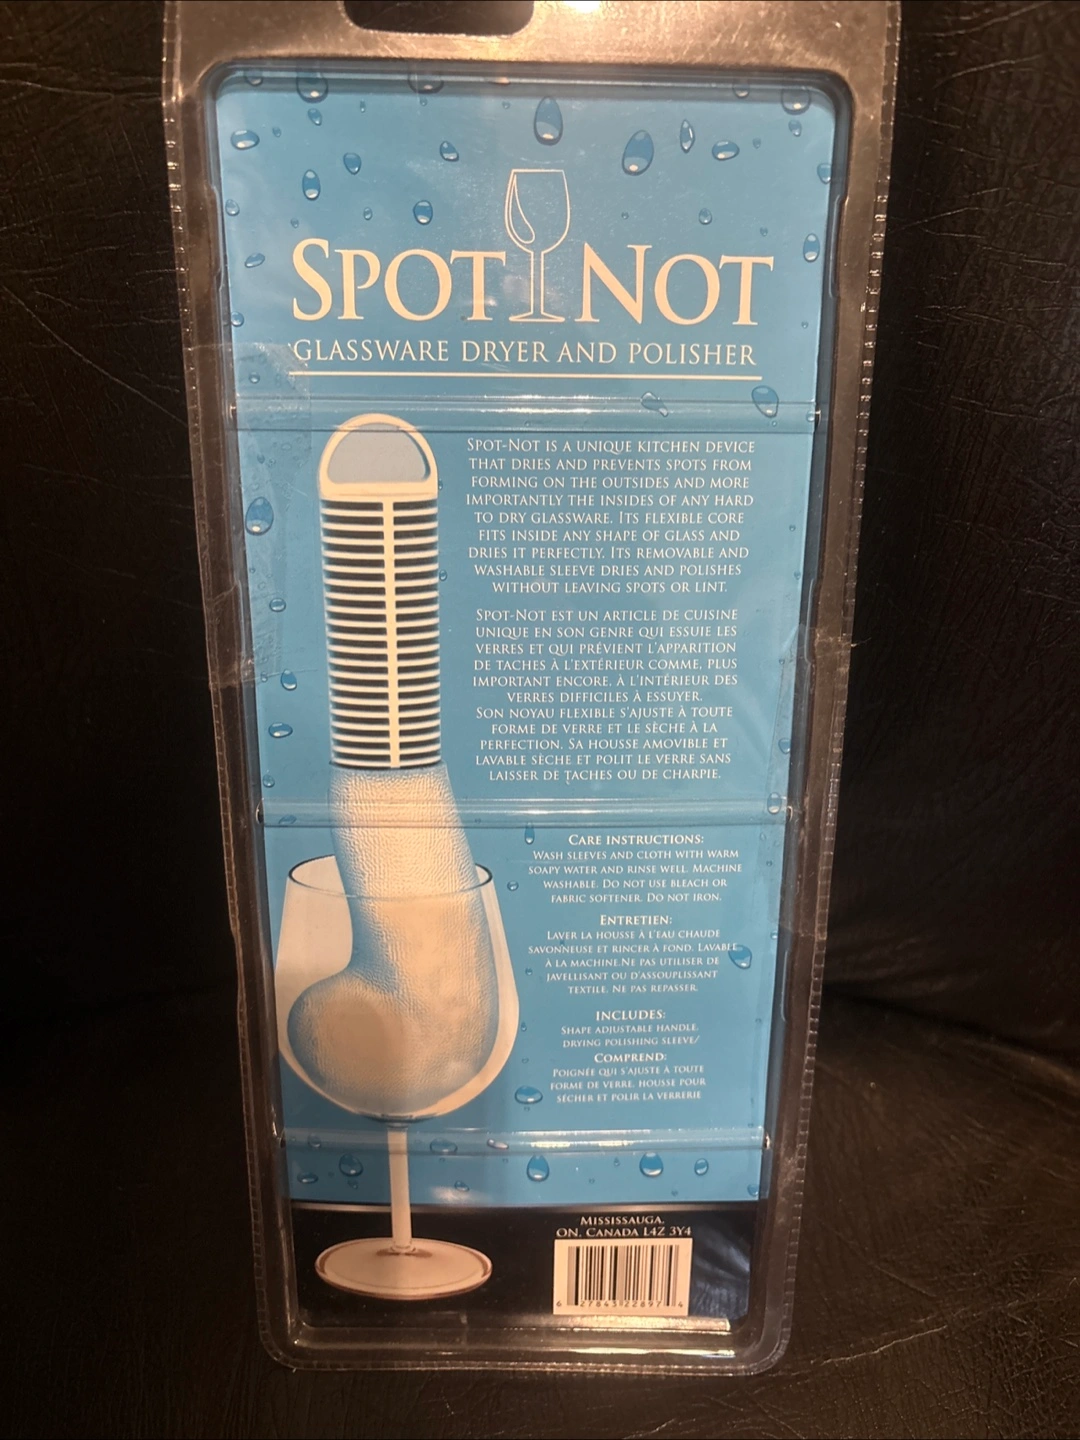 SPOT NOT
GLASSWARE DRYER AND POLISHER
SPOT-NOT IS A UNIQUE KITCHEN DEVICE
THAT DRIES AND PREVENTS SPOTS FROM
FORMING ON THE OUTSIDES AND MORE
IMPORTANTLY THE INSIDES OF ANY HARD
TO DRY GLASSWARE. ITS FLEXIBLE CORE
FITS INSIDE ANY SHAPE OF GLASS AND
DRIES IT PERFECTLY. ITS REMOVABLE AND
WASHABLE SLEEVE DRIES AND POLISHES
WITHOUT LEAVING SPOTS OR LINT.
SPOT-NOT EST UN ARTICLE DE CUISINE
UNIQUE EN SON GENRE QUI ESSUIE LES
VERRES ET QUI PRÉVIENT L'APPARITION
DE TACHES À L'EXTÉRIEUR COMME, PLUS
IMPORTANT ENCORE, À L'INTÉRIEUR DES
VERRES DIFFICILES À ESSUYER.
SON NOYAU FLEXIBLE S'AJUSTE À TOUTE
FORME DE VERRE ET LE SÈCHE À LA
PERFECTION. SA HOUSSE AMOVIBLE ET
LAVABLE SÈCHE ET POLIT LE VERRE SANS
LAISSER DE TACHES OU DE CHARPIE.
CARE INSTRUCTIONS:
WASH SLEEVES AND CLOTH WITH WARM
SOAPY WATER AND RINSE WELL. MACHINE
WASHABLE. DO NOT USE BLEACH OR
FABRIC SOFTENER. DO NOT IRON.
ENTRETIEN:
LAVER LA HOUSSE À L'EAU CHAUDE
SAVONNEUSE ET RINCER À FOND. LAVABLE
À LA MACHINE.NE PAS UTILISER DE
JAVELLISANT OU D'ASSOUPLISSANT
TEXTILE. NE PAS REPASSER.
INCLUDES:
SHAPE ADJUSTABLE HANDLE.
DRYING POLISHING SLEEVE/
COMPREND:
POIGNÉE QUI S'AJUSTE À TOUTE
FORME DE VERRE. HOUSSE POUR
SÉCHER ET POLIR LA VERRERIE
MISSISSAUGA,
ON, CANADA L4Z 3Y4
6 27843 22897 4